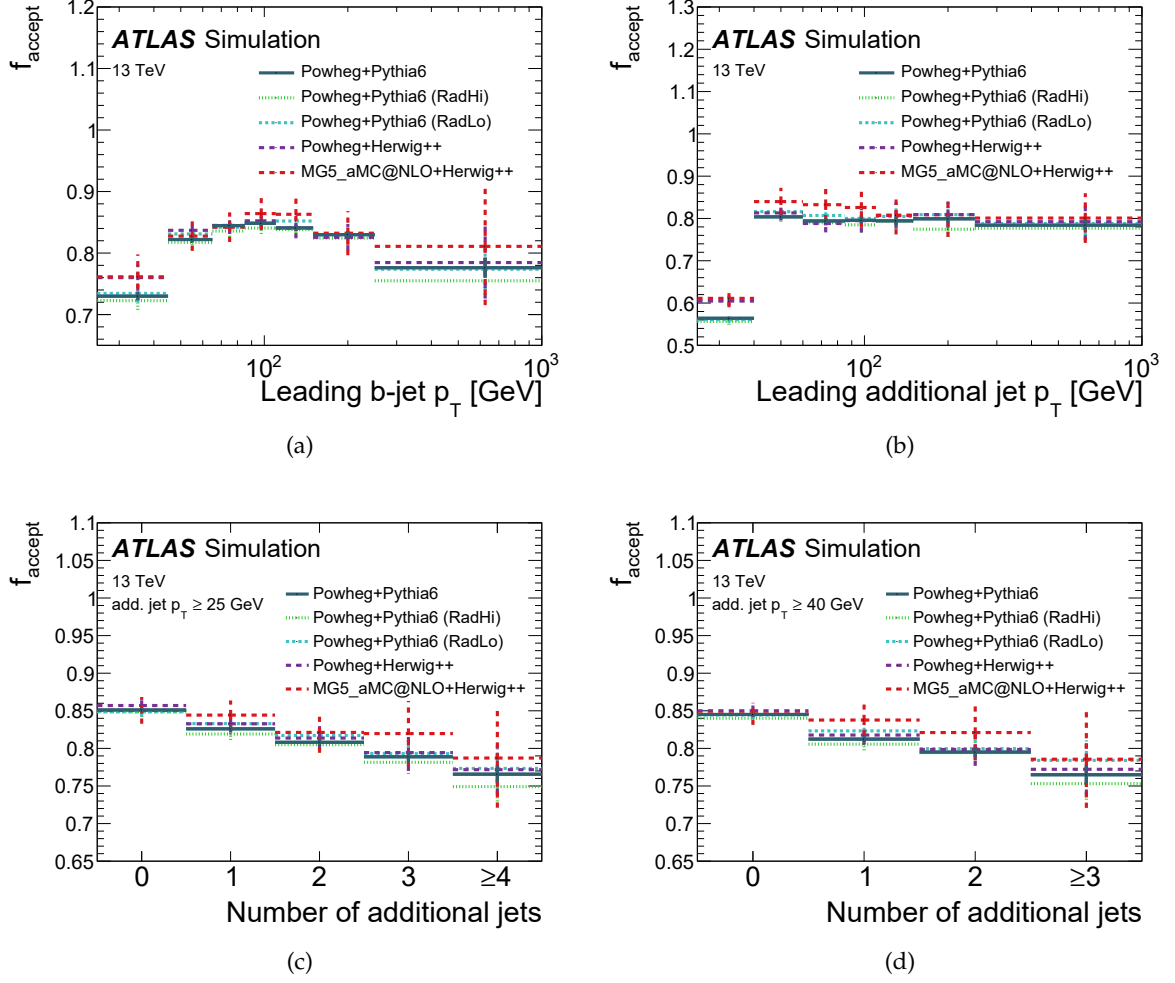 f_accept
1.2
1.1
1
0.9
0.8
0.7
ATLAS Simulation
13 TeV
Powheg+Pythia6
Powheg+Pythia6 (RadHi)
Powheg+Pythia6 (RadLo)
Powheg+Herwig++
MG5_aMC@NLO+Herwig++
10² 10³
Leading b-jet p_T [GeV]
(a)
f_accept
1.3
1.2
1.1
1
0.9
0.8
0.7
0.6
0.5
ATLAS Simulation
13 TeV
Powheg+Pythia6
Powheg+Pythia6 (RadHi)
Powheg+Pythia6 (RadLo)
Powheg+Herwig++
MG5_aMC@NLO+Herwig++
10² 10³
Leading additional jet p_T [GeV]
(b)
f_accept
1.1
1.05
1
0.95
0.9
0.85
0.8
0.75
0.7
0.65
ATLAS Simulation
13 TeV
add. jet p_T ≥ 25 GeV
Powheg+Pythia6
Powheg+Pythia6 (RadHi)
Powheg+Pythia6 (RadLo)
Powheg+Herwig++
MG5_aMC@NLO+Herwig++
0 1 2 3 ≥4
Number of additional jets
(c)
f_accept
1.1
1.05
1
0.95
0.9
0.85
0.8
0.75
0.7
0.65
ATLAS Simulation
13 TeV
add. jet p_T ≥ 40 GeV
Powheg+Pythia6
Powheg+Pythia6 (RadHi)
Powheg+Pythia6 (RadLo)
Powheg+Herwig++
MG5_aMC@NLO+Herwig++
0 1 2 ≥3
Number of additional jets
(d)